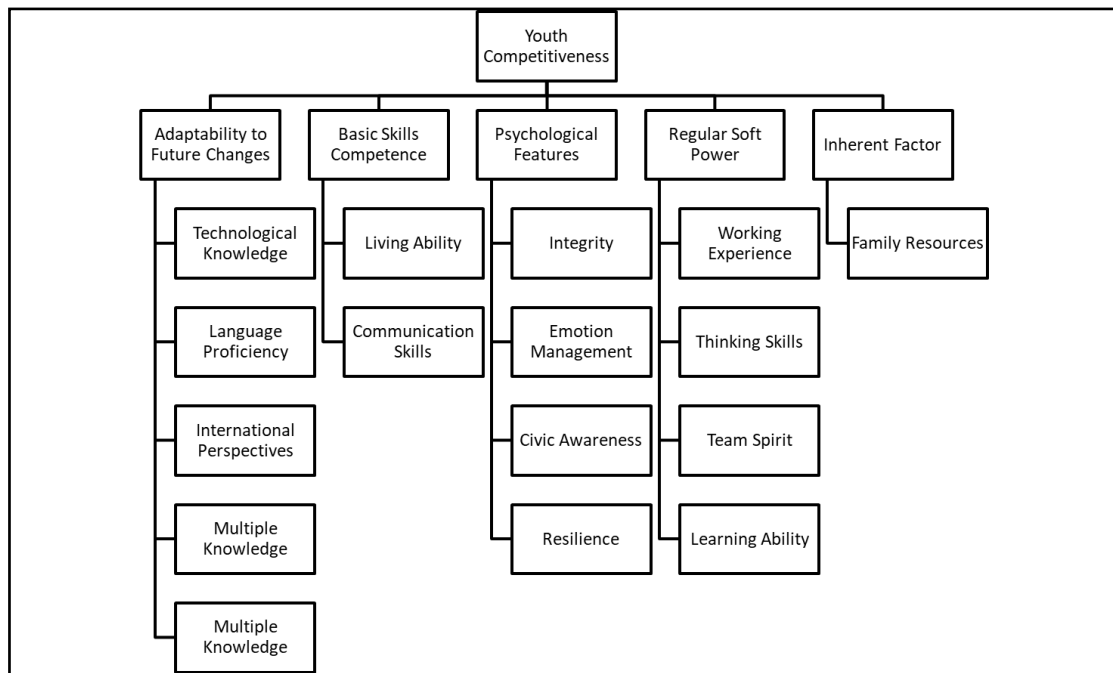 Youth
Competitiveness
Adaptability to
Future Changes
Technological
Knowledge
Language
Proficiency
International
Perspectives
Multiple
Knowledge
Multiple
Knowledge
Basic Skills
Competence
Living Ability
Communication
Skills
Psychological
Features
Integrity
Emotion
Management
Civic Awareness
Resilience
Regular Soft
Power
Working
Experience
Thinking Skills
Team Spirit
Learning Ability
Inherent Factor
Family Resources